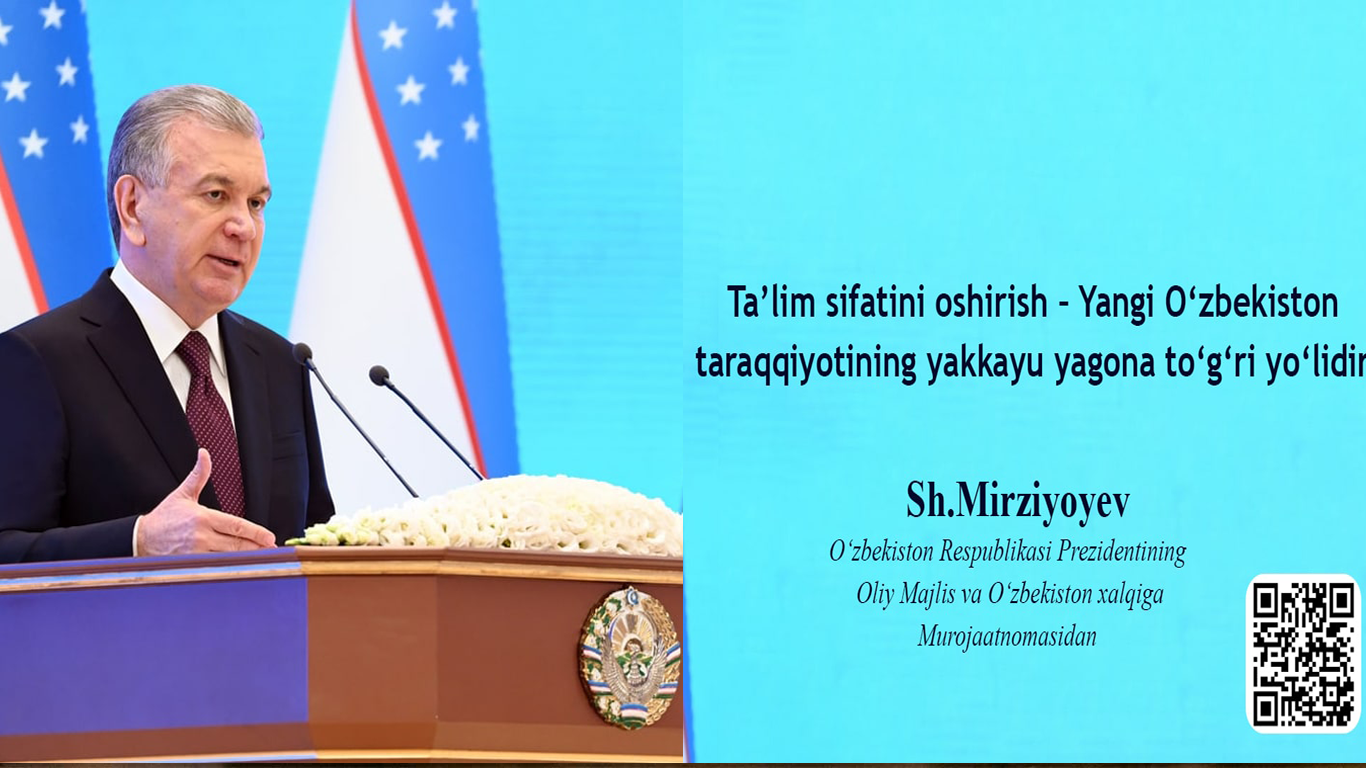 Ta’lim sifatini oshirish - Yangi O‘zbekiston
taraqqiyotining yakkayu yagona to‘g‘ri yo‘lidir
Sh.Mirziyoyev
O‘zbekiston Respublikasi Prezidentining
Oliy Majlis va O‘zbekiston xalqiga
Murojaatnomasidan